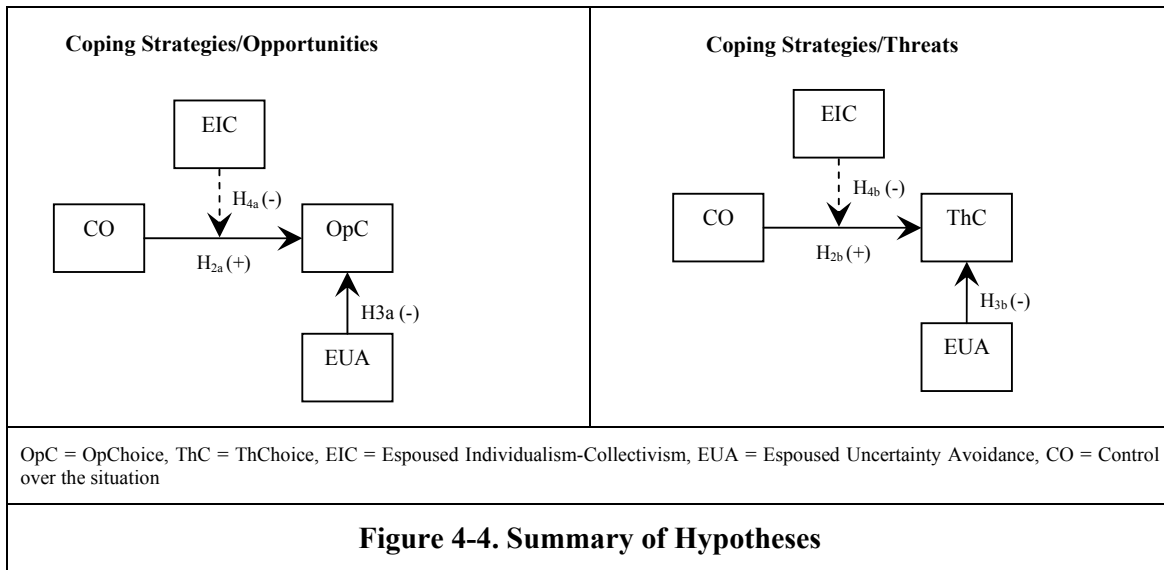 Coping Strategies/Opportunities
EIC
H4a (-)
CO
OpC
H2a (+)
H3a (-)
EUA
Coping Strategies/Threats
EIC
H4b (-)
CO
ThC
H2b (+)
H3b (-)
EUA
OpC = OpChoice, ThC = ThChoice, EIC = Espoused Individualism-Collectivism, EUA = Espoused Uncertainty Avoidance, CO = Control
over the situation
Figure 4-4. Summary of Hypotheses